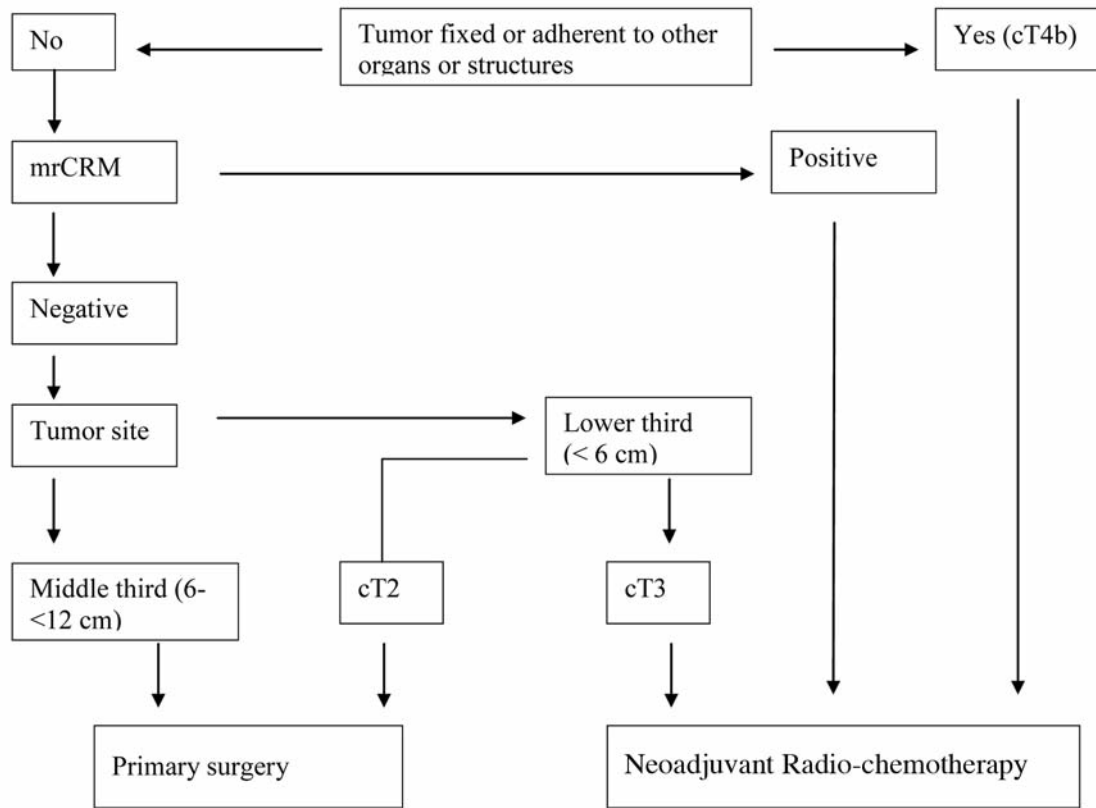 No
Tumor fixed or adherent to other
organs or structures
Yes (cT4b)
mrCRM
Positive
Negative
Tumor site
Lower third
(< 6 cm)
Middle third (6-
<12 cm)
cT2
cT3
Primary surgery
Neoadjuvant Radio-chemotherapy